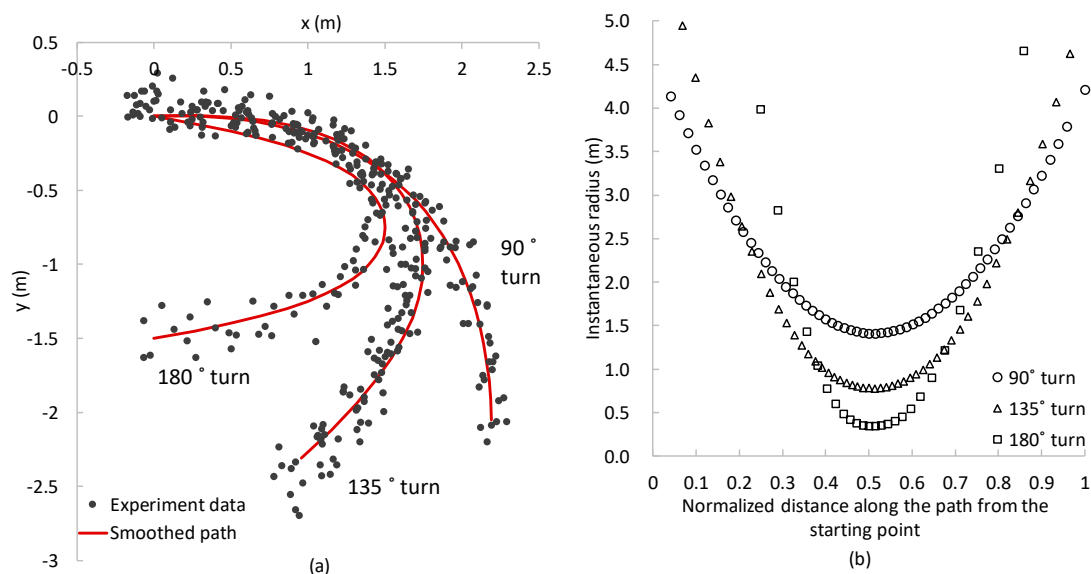 x (m)
-0.5 0 0.5 1 1.5 2 2.5
0.5
0
-0.5
-1
-1.5
-2
-2.5
-3
y (m)
90 ˚
turn
180 ˚ turn
135 ˚ turn
Experiment data
Smoothed path
(a)
5.0
4.5
4.0
3.5
3.0
2.5
2.0
1.5
1.0
0.5
0.0
Instantaneous radius (m)
90˚ turn
135˚ turn
180˚ turn
0 0.1 0.2 0.3 0.4 0.5 0.6 0.7 0.8 0.9 1
Normalized distance along the path from the
starting point
(b)